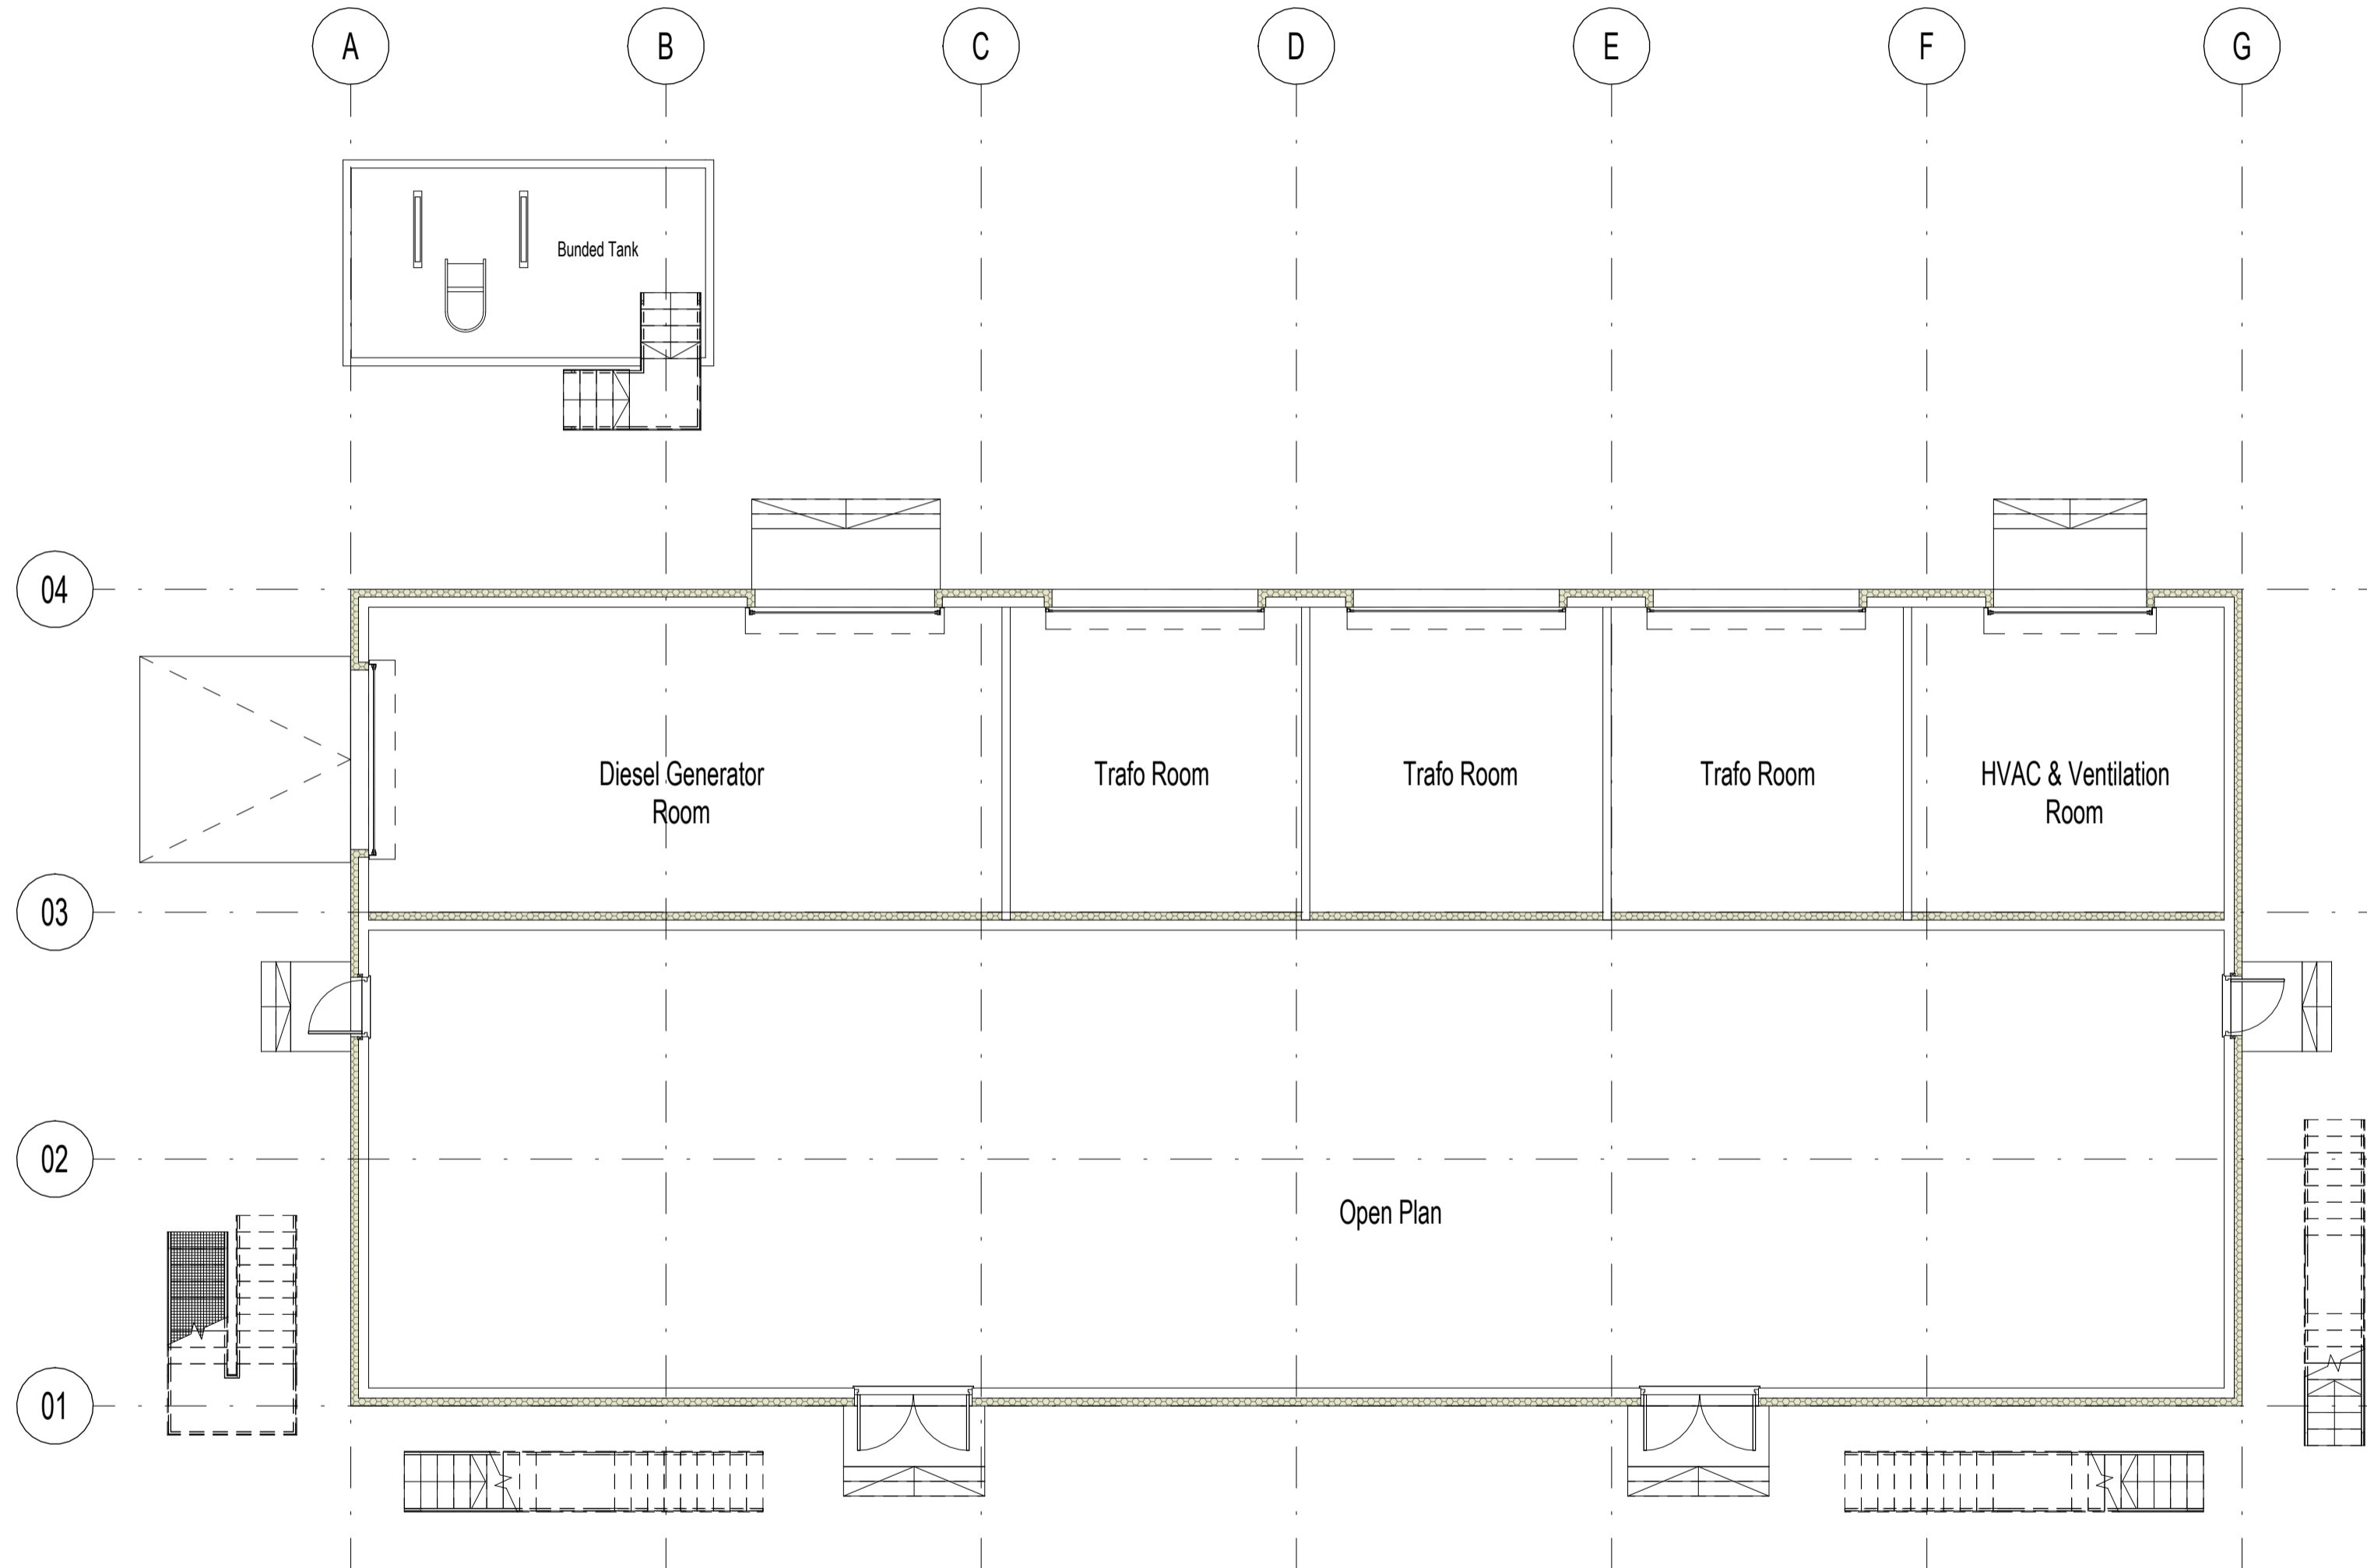 A
B
C
D
E
F
G
Bunded Tank
04
Diesel Generator
Room
Trafo Room
Trafo Room
Trafo Room
HVAC & Ventilation
Room
03
02
Open Plan
01